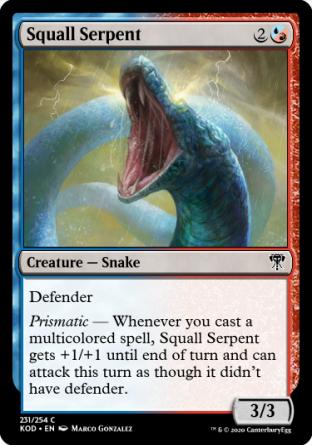 Squall Serpent 2
Creature — Snake
Defender
Prismatic — Whenever you cast a
multicolored spell, Squall Serpent
gets +1/+1 until end of turn and can
attack this turn as though it didn't
have defender.
3/3
231/254 C
KOD • EN Marco Gonzalez
™ & © 2020 CanterburyEgg